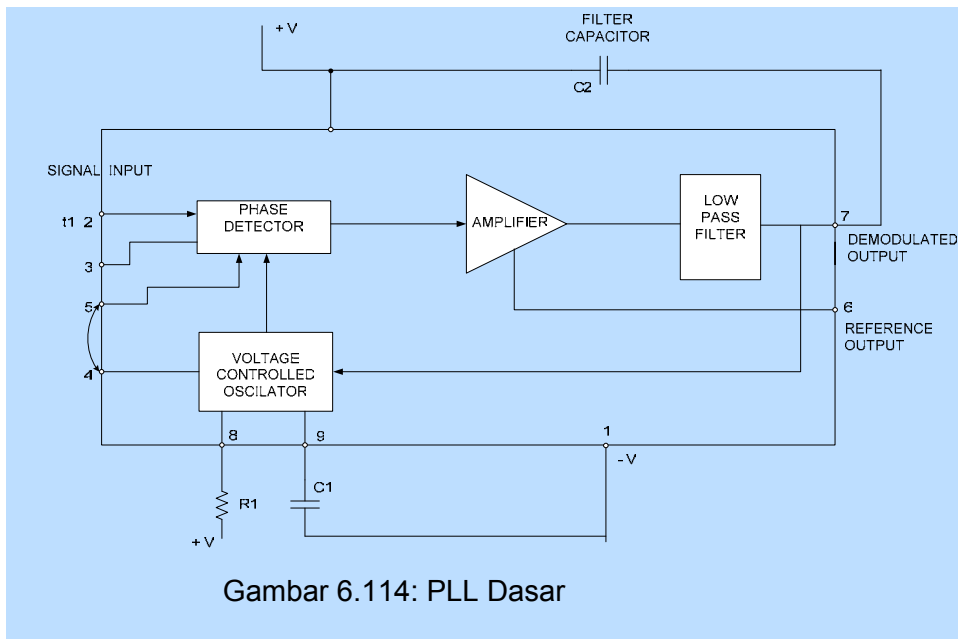 +V
FILTER
CAPACITOR
C2
SIGNAL INPUT
t1 2
PHASE
DETECTOR
AMPLIFIER
LOW
PASS
FILTER
7
DEMODULATED
OUTPUT
3
5
6
REFERENCE
OUTPUT
4
VOLTAGE
CONTROLLED
OSCILATOR
8
9
1
-V
R1
C1
+V
Gambar 6.114: PLL Dasar